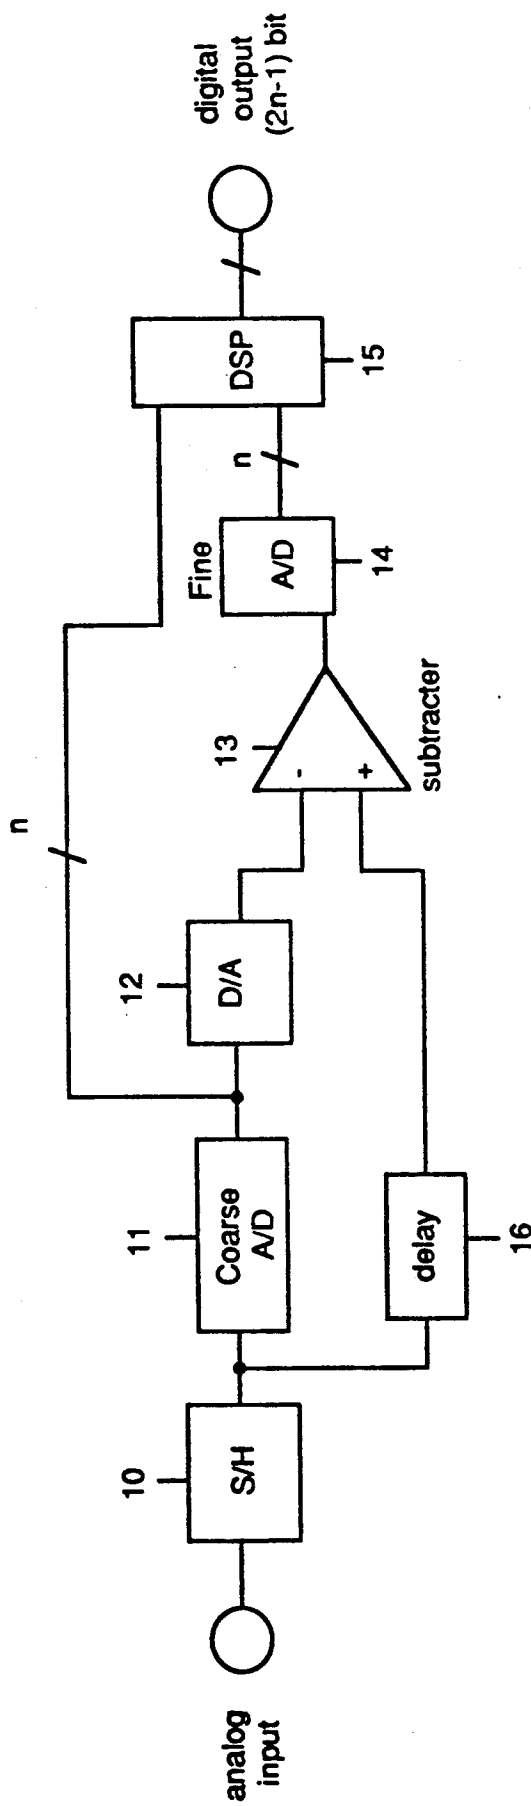 analog
input
10
S/H
11
Coarse
A/D
12
D/A
n
delay
16
13
-
+
subtracter
Fine
A/D
14
n
DSP
15
digital
output
(2n-1) bit